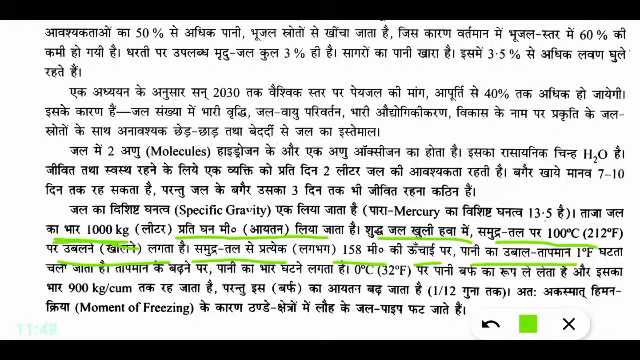 आवश्यकताओं का 50 % से अधिक पानी, भूजल स्रोतों से खींचा जाता है, जिस कारण वर्तमान में भूजल-स्तर में 60 % की
कमी हो गयी है। धरती पर उपलब्ध मृदु-जल कुल 3 % ही है। सागरों का पानी खारा है। इसमें 3·5 % से अधिक लवण घुले
रहते हैं।
एक अध्ययन के अनुसार सन् 2030 तक वैश्विक स्तर पर पेयजल की मांग, आपूर्ति से 40% तक अधिक हो जायेगी।
इसके कारण हैं—जल संख्या में भारी वृद्धि, जल-वायु परिवर्तन, भारी औद्योगिकीकरण, विकास के नाम पर प्रकृति के जल-
स्रोतों के साथ अनावश्यक छेड़-छाड़ तथा बेदर्दी से जल का इस्तेमाल।
जल में 2 अणु (Molecules) हाइड्रोजन के और एक अणु ऑक्सीजन का होता है। इसका रासायनिक चिन्ह H₂O है।
जीवित तथा स्वस्थ रहने के लिए एक व्यक्ति को प्रति दिन 2 लीटर जल की आवश्यकता रहती है। बगैर खाये मानव 7-10
दिन तक रह सकता है, परन्तु जल के बगैर उसका 3 दिन तक भी जीवित रहना कठिन हैं।
जल का विशिष्ट घनत्व (Specific Gravity) एक लिया जाता है (पारा-Mercury का विशिष्ट घनत्व 13·5 है)। ताजा जल
का भार 1000 kg (लीटर) प्रति घन मी० (आयतन) लिया जाता है। शुद्ध जल खुली हवा में, समुद्र-तल पर 100°C (212°F)
पर उबलने (खौलने) लगता है। समुद्र-तल से प्रत्येक (लगभग) 158 मी० की ऊँचाई पर, पानी का उबाल-तापमान 1°F घटता
चला जाता है। तापमान के बढ़ने पर, पानी का भार घटने लगता है। 0°C (32°F) पर पानी बर्फ का रूप ले लेता है और इसका
भार 900 kg/cum तक रह जाता है, परन्तु इस (बर्फ) का आयतन बढ़ जाता है (1/12 गुना तक)। अतः अकस्मात् हिमन-
क्रिया (Moment of Freezing) के कारण ठण्डे-क्षेत्रों में लौह के जल-पाइप फट जाते हैं।
11:43